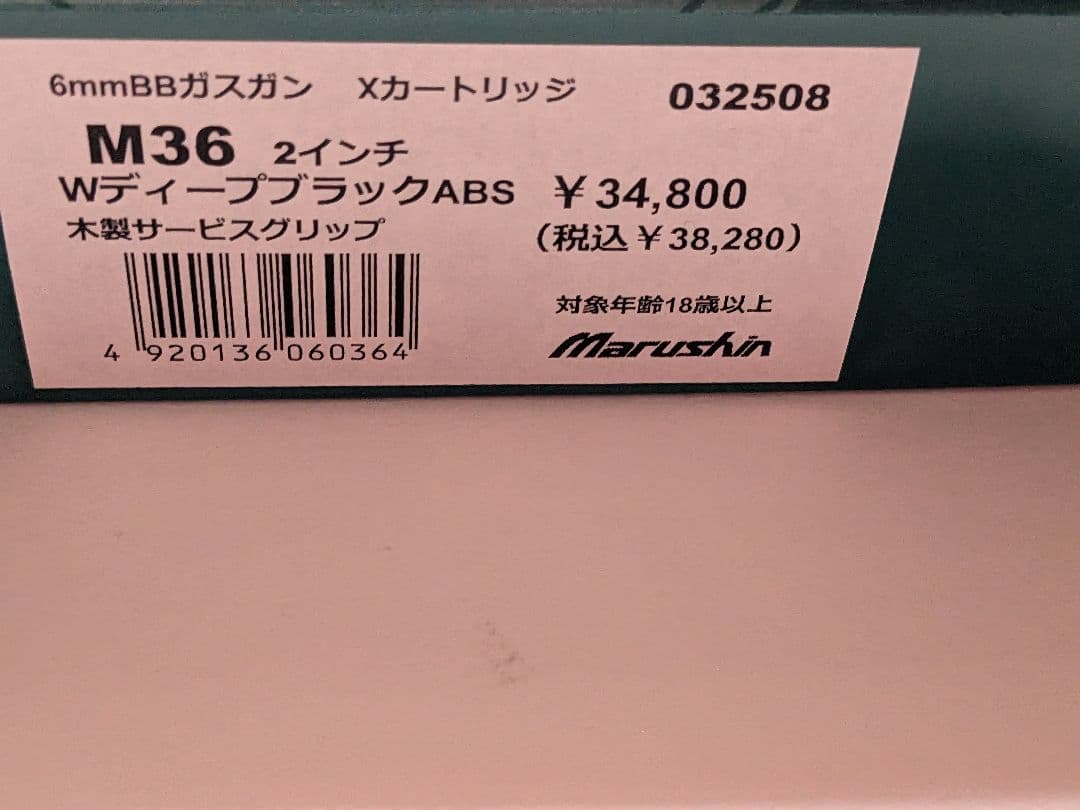 6mmBBガスガン Xカートリッジ 032508
M36 2インチ
WディープブラックABS ¥34,800
木製サービスグリップ (税込¥38,280)
対象年齢18歳以上
Marushin
4 920136 060364